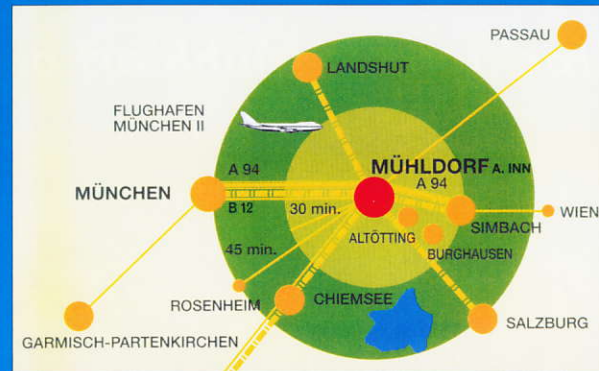 PASSAU
LANDSHUT
FLUGHAFEN
MÜNCHEN II
MÜHLDORF A. INN
A 94
A 94
MÜNCHEN
B 12
30 min.
WIEN
SIMBACH
ALTÖTTING
BURGHAUSEN
45 min.
ROSENHEIM
CHIEMSEE
SALZBURG
GARMISCH-PARTENKIRCHEN